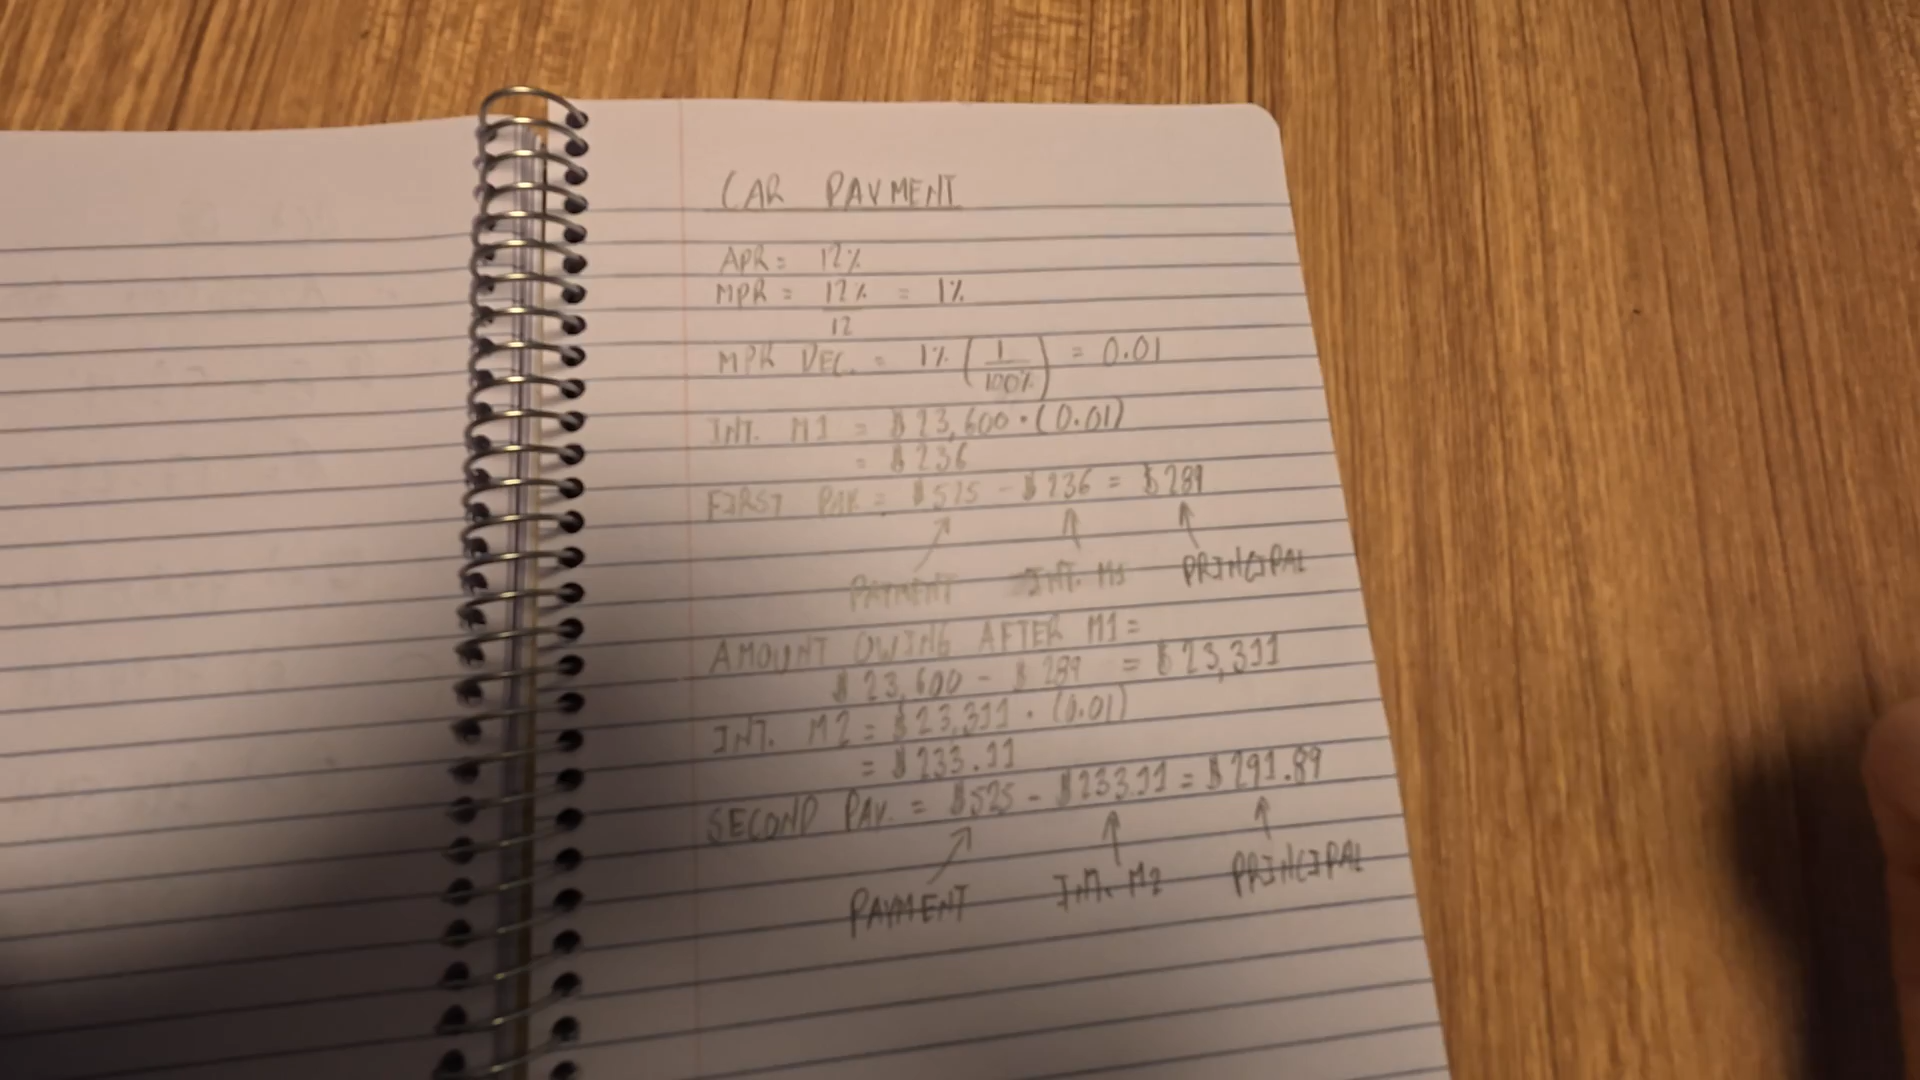 CAR PAYMENT
APR = 12%
MPR = 12% = 1%
12
MPR DEC. = 1% (1/100%) = 0.01
INT. M1 = $23,600 · (0.01)
= $236
FIRST PAY. = $525 - $236 = $289
PAYMENT INT. M1 PRINCIPAL
AMOUNT OWING AFTER M1 =
$23,600 - $289 = $23,311
INT. M2 = $23,311 · (0.01)
= $233.11
SECOND PAY. = $525 - $233.11 = $291.89
PAYMENT INT. M2 PRINCIPAL